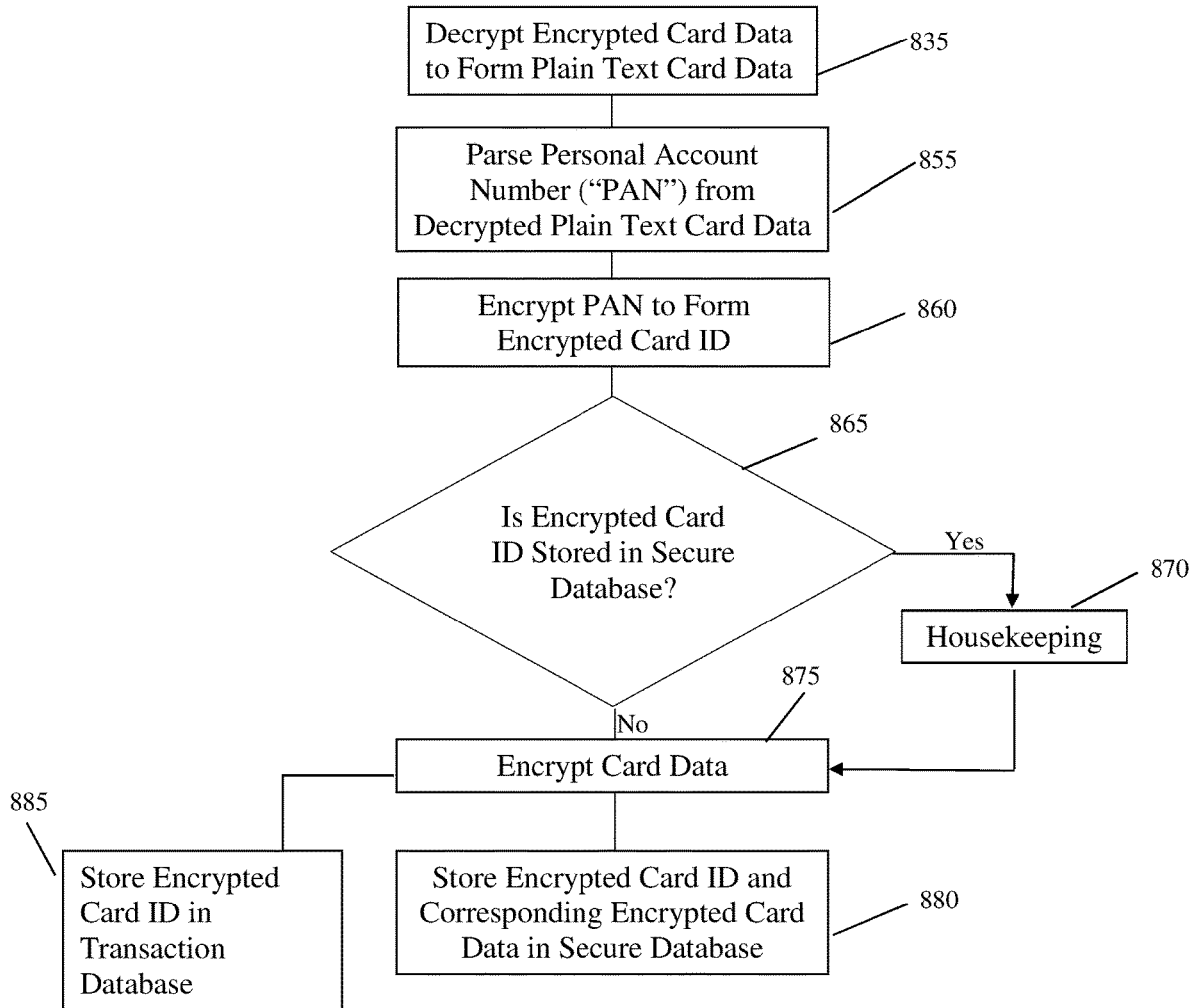 Decrypt Encrypted Card Data
to Form Plain Text Card Data
835
Parse Personal Account
Number (“PAN”) from
Decrypted Plain Text Card Data
855
Encrypt PAN to Form
Encrypted Card ID
860
865
Is Encrypted Card
ID Stored in Secure
Database?
Yes
870
Housekeeping
875
No
Encrypt Card Data
885
Store Encrypted
Card ID in
Transaction
Database
Store Encrypted Card ID and
Corresponding Encrypted Card
Data in Secure Database
880